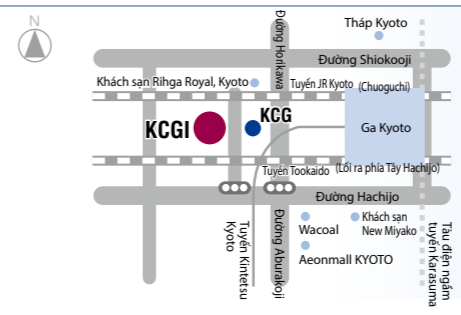 N
Tháp Kyoto
Đường Horikawa
Đường Shiokooji
Khách sạn Rihga Royal, Kyoto
Tuyến JR Kyoto
(Chuoguchi)
KCGI
KCG
Ga Kyoto
Tuyến Tookaido
(Lối ra phía Tây Hachijo)
Đường Hachijo
Tuyến Kintetsu
Kyoto
Đường Aburakoji
Wacoal
Khách sạn
New Miyako
Aeonmall KYOTO
Tàu điện ngầm
tuyến Karasuma